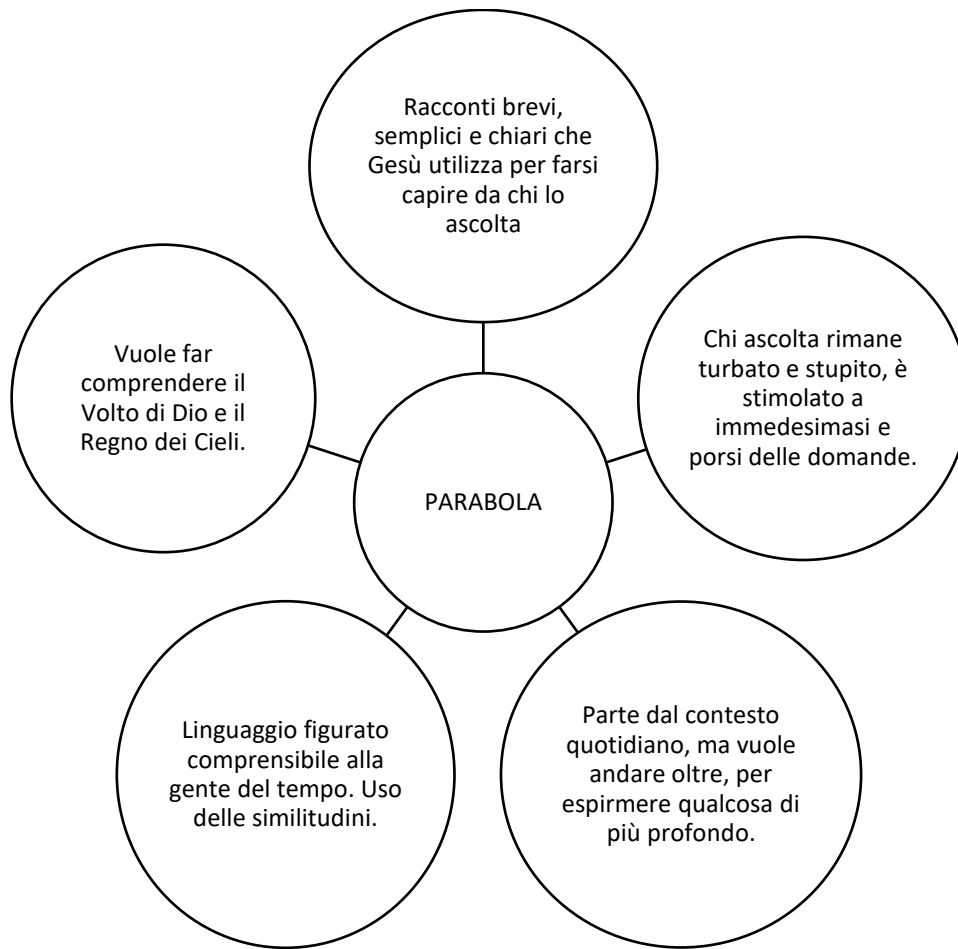 Racconti brevi,
semplici e chiari che
Gesù utilizza per farsi
capire da chi lo
ascolta
Chi ascolta rimane
turbato e stupito, è
stimolato a
immedesimasi e
porsi delle domande.
Parte dal contesto
quotidiano, ma vuole
andare oltre, per
espirmere qualcosa di
più profondo.
Linguaggio figurato
comprensibile alla
gente del tempo. Uso
delle similitudini.
Vuole far
comprendere il
Volto di Dio e il
Regno dei Cieli.
PARABOLA